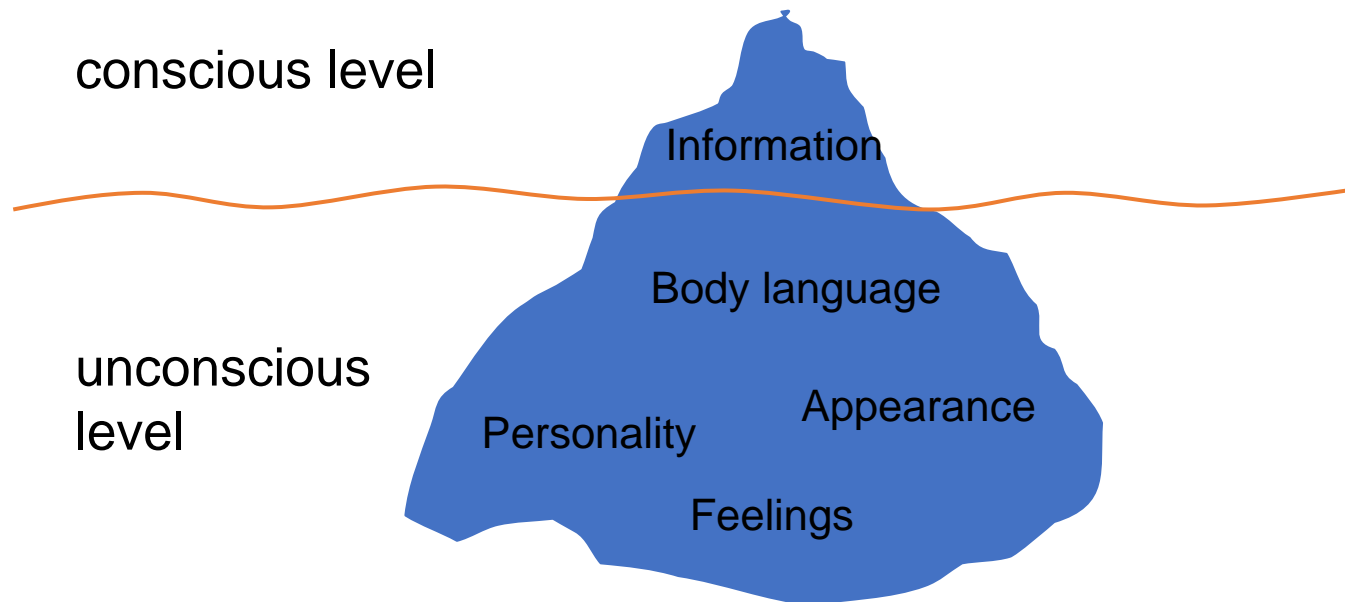 conscious level
Information
Body language
unconscious
level
Appearance
Personality
Feelings